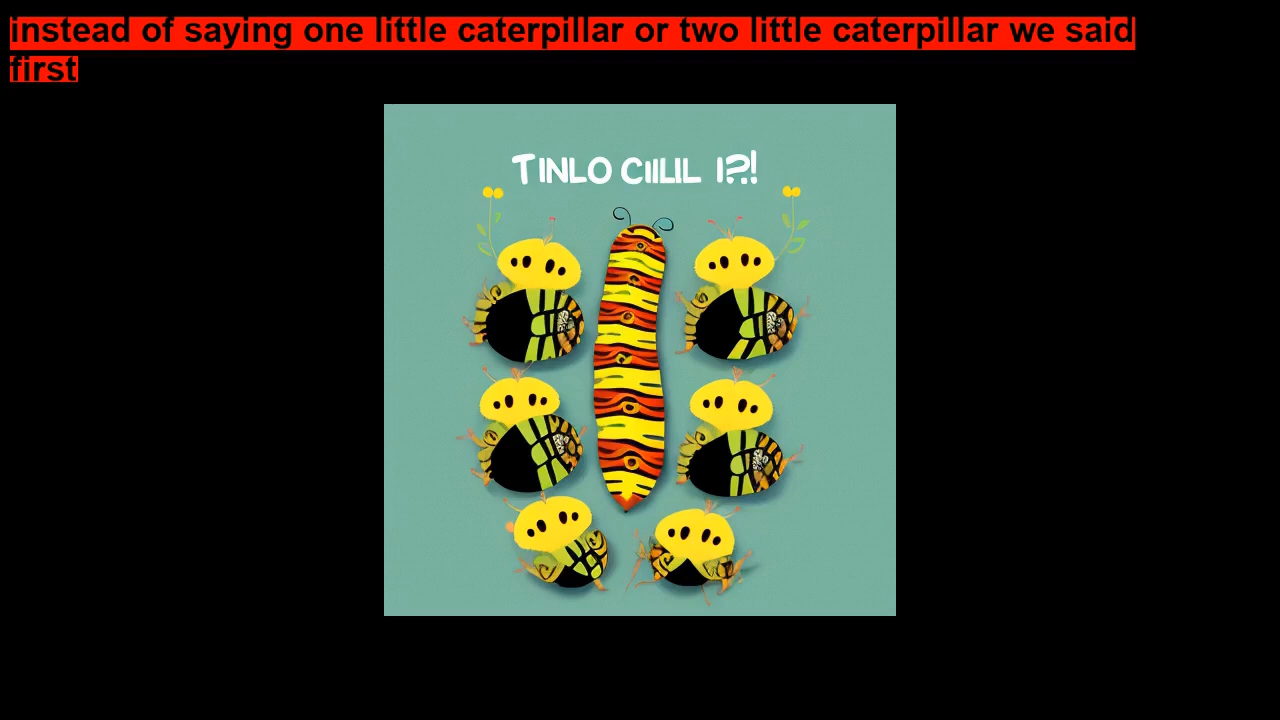 instead of saying one little caterpillar or two little caterpillar we said
first
TINLO CIILIL I?!